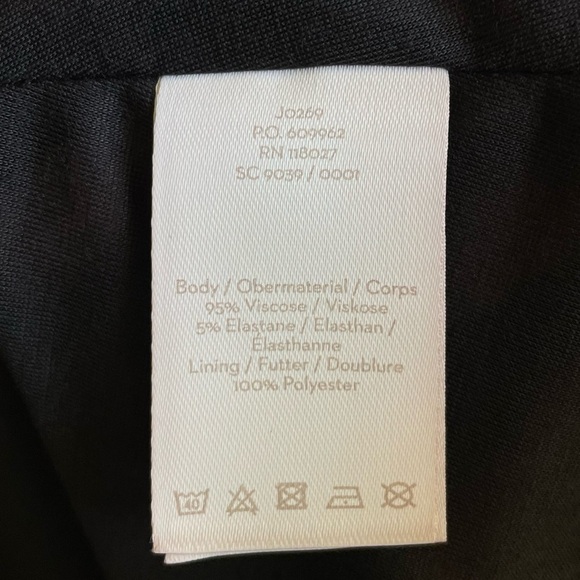 J0269
P.O. 609962
RN 118027
SC 9039 / 0001
Body / Obermaterial / Corps
95% Viscose / Viskose
5% Elastane / Elasthan /
Élasthanne
Lining / Futter / Doublure
100% Polyester
40